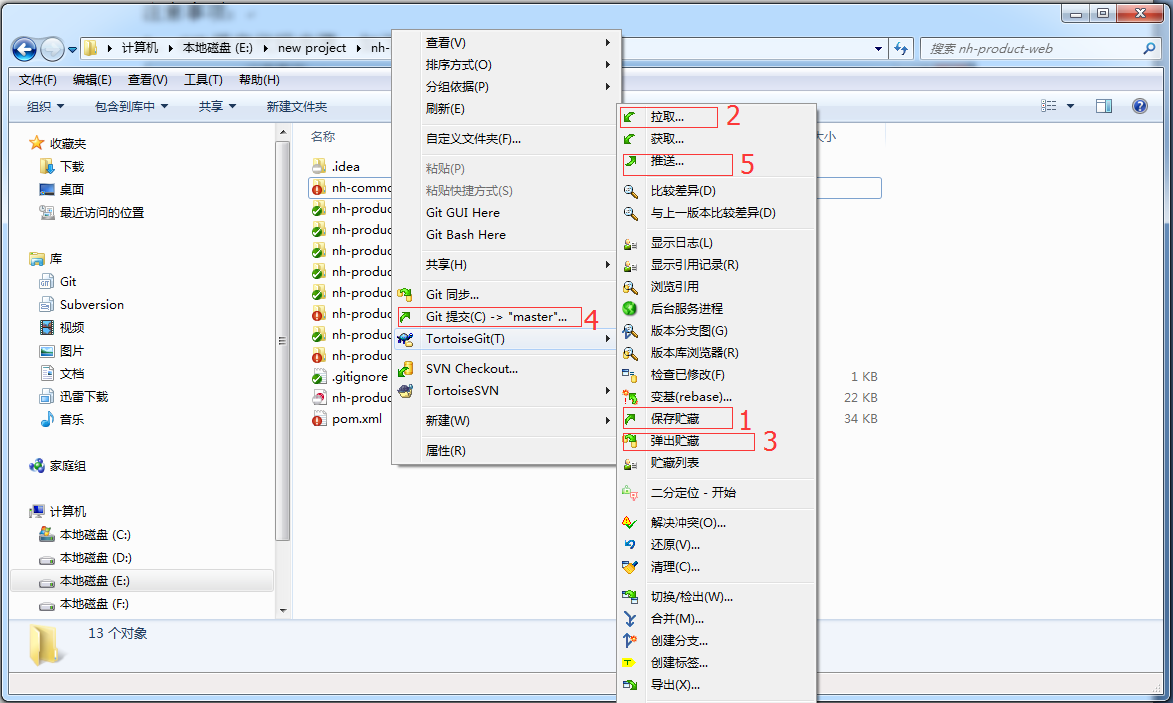 注意事项:
计算机 本地磁盘 (E:) new project nh-
搜索 nh-product-web
文件(F) 编辑(E) 查看(V) 工具(T) 帮助(H)
组织 包含到库中 共享 新建文件夹
收藏夹
下载
桌面
最近访问的位置
库
Git
Subversion
视频
图片
文档
迅雷下载
音乐
家庭组
计算机
本地磁盘 (C:)
本地磁盘 (D:)
本地磁盘 (E:)
本地磁盘 (F:)
13 个对象
名称
大小
.idea
nh-commo
nh-produc
nh-produc
nh-produc
nh-produc
nh-produc
nh-produc
nh-produc
nh-produc
.gitignore
1 KB
nh-produc
22 KB
pom.xml
34 KB
查看(V)
排序方式(O)
分组依据(P)
刷新(E)
自定义文件夹(F)...
粘贴(P)
粘贴快捷方式(S)
Git GUI Here
Git Bash Here
共享(H)
Git 同步...
Git 提交(C) -> "master"... 4
TortoiseGit(T)
SVN Checkout...
TortoiseSVN
新建(W)
属性(R)
拉取... 2
获取...
推送... 5
比较差异(D)
与上一版本比较差异(D)
显示日志(L)
显示引用记录(R)
浏览引用
后台服务进程
版本分支图(G)
版本库浏览器(R)
检查已修改(F)
变基(rebase)...
保存贮藏 1
弹出贮藏 3
贮藏列表
二分定位 - 开始
解决冲突(O)...
还原(V)...
清理(C)...
切换/检出(W)...
合并(M)...
创建分支...
创建标签...
导出(X)...